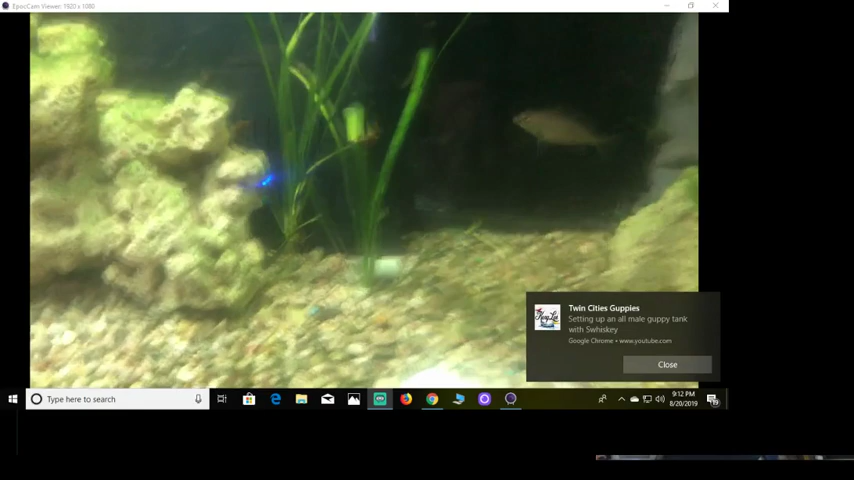 EpocCam Viewer: 1920 x 1080
Twin Cities Guppies
Setting up an all male guppy tank
with Swhiskey
Google Chrome • www.youtube.com
Close
Type here to search
9:12 PM
8/20/2019